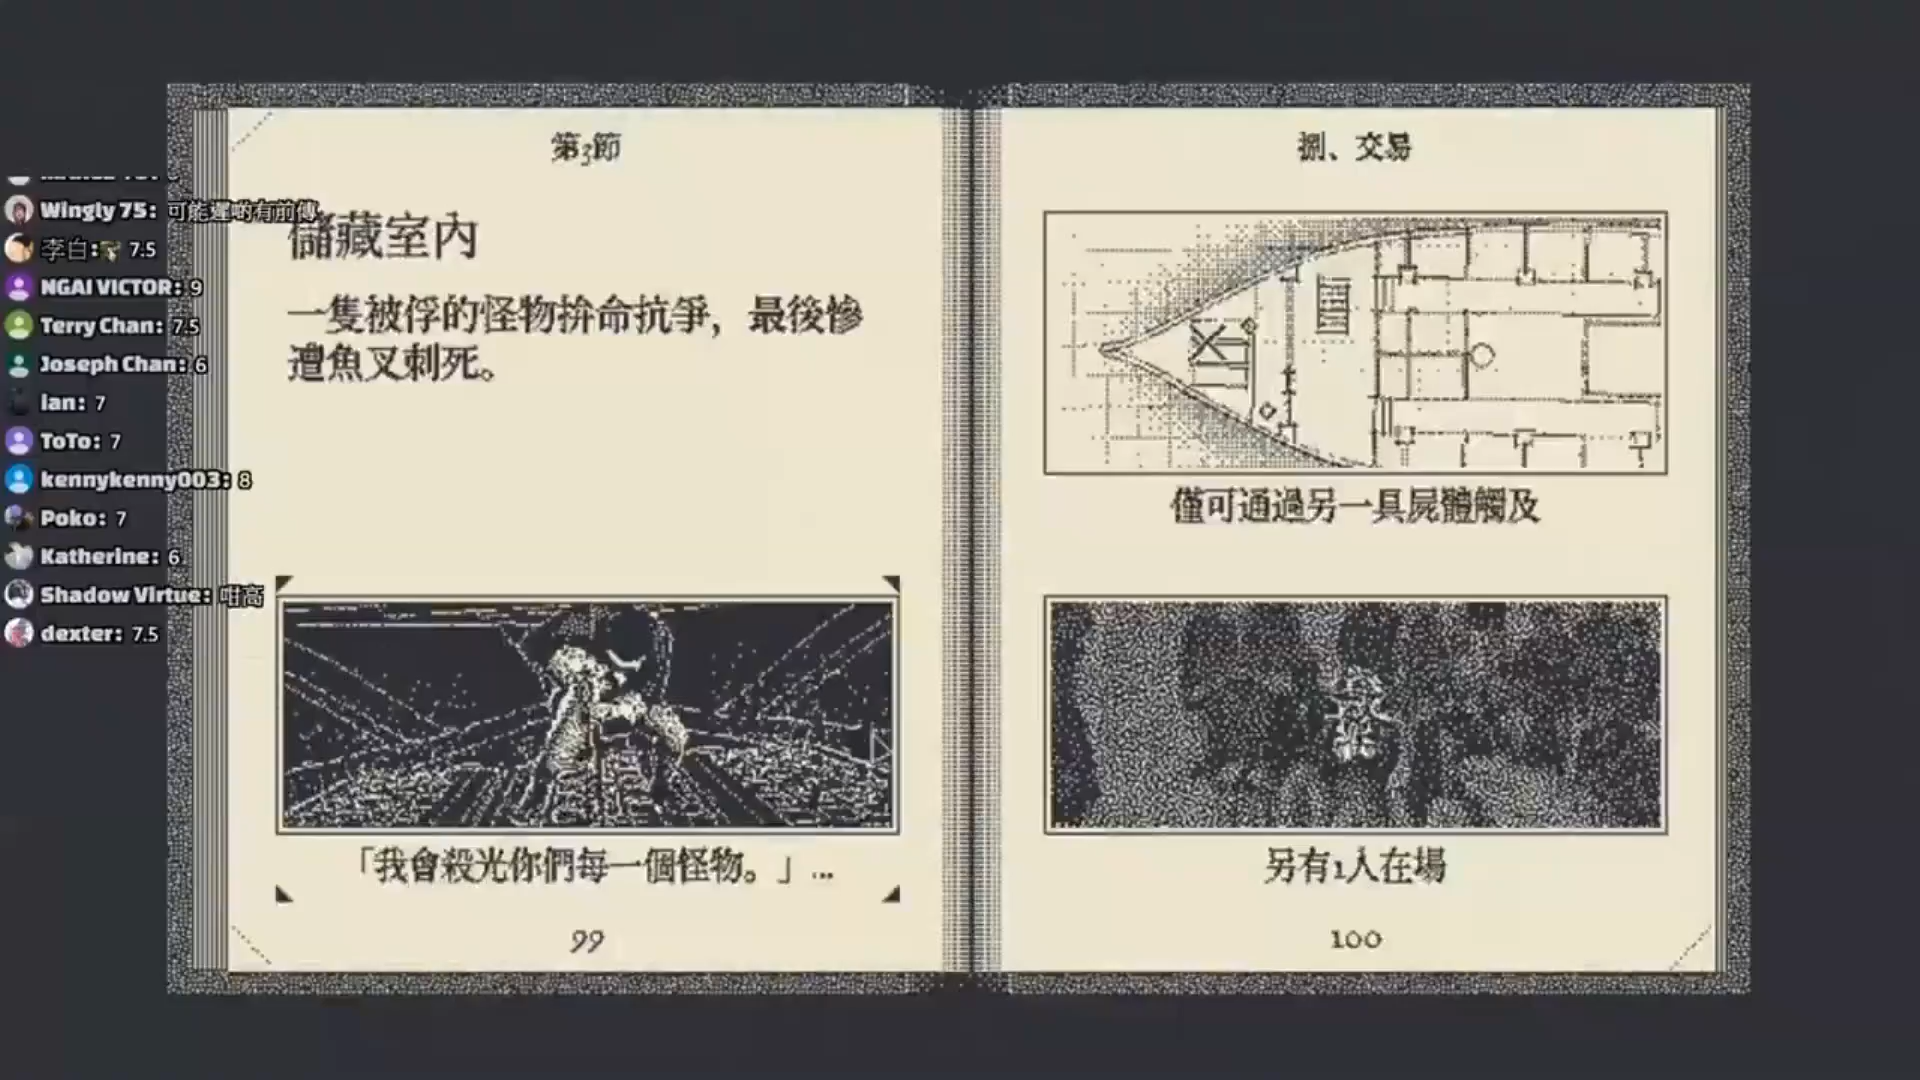 Wingly 75: 可能遲啲有前傳
李白: 7.5
NGAI VICTOR: 9
Terry Chan: 7.5
Joseph Chan: 6
ian: 7
ToTo: 7
kennykenny003: 8
Poko: 7
Katherine: 6
Shadow Virtue: 咁高
dexter: 7.5
第3節
儲藏室內
一隻被俘的怪物拚命抗爭，最後慘
遭魚叉刺死。
「我會殺光你們每一個怪物。」...
99
捌、交易
僅可通過另一具屍體觸及
另有1人在場
100